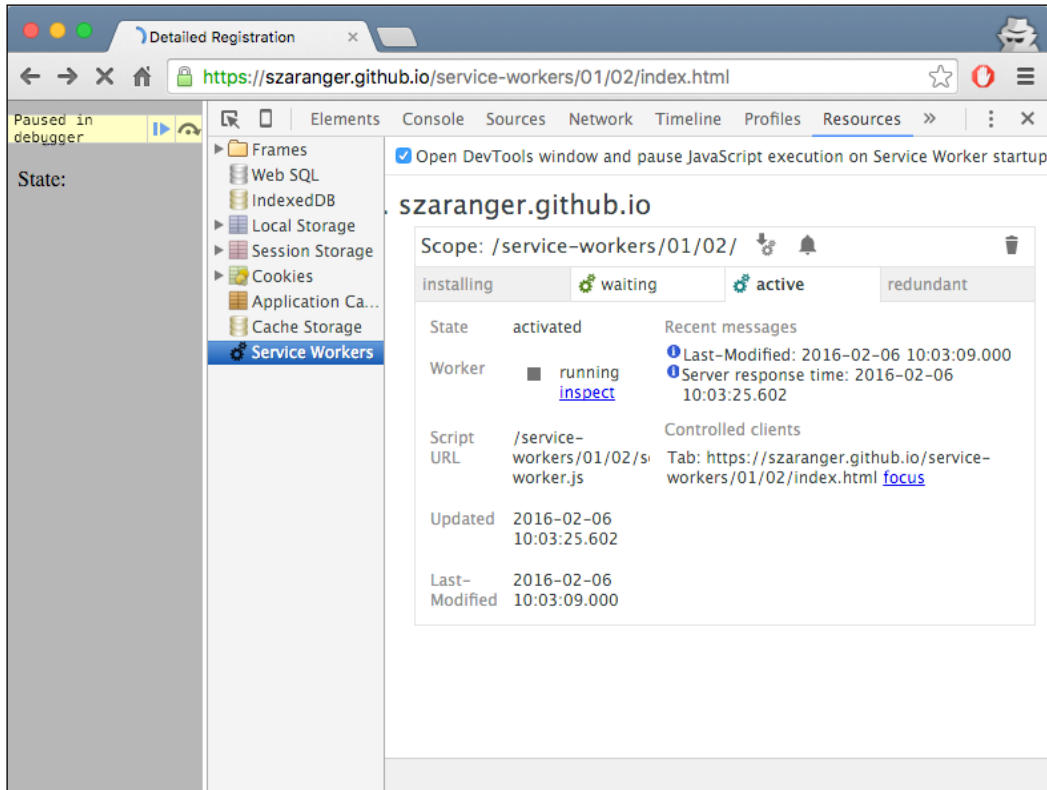 Detailed Registration
https://szaranger.github.io/service-workers/01/02/index.html
Paused in
debugger
State:
Elements Console Sources Network Timeline Profiles Resources »
Frames
Web SQL
IndexedDB
Local Storage
Session Storage
Cookies
Application Ca...
Cache Storage
Service Workers
Open DevTools window and pause JavaScript execution on Service Worker startup
szaranger.github.io
Scope: /service-workers/01/02/
installing waiting active redundant
State activated
Worker running
inspect
Script URL /service-
workers/01/02/s
worker.js
Updated 2016-02-06
10:03:25.602
Last-
Modified 2016-02-06
10:03:09.000
Recent messages
Last-Modified: 2016-02-06 10:03:09.000
Server response time: 2016-02-06
10:03:25.602
Controlled clients
Tab: https://szaranger.github.io/service-
workers/01/02/index.html focus